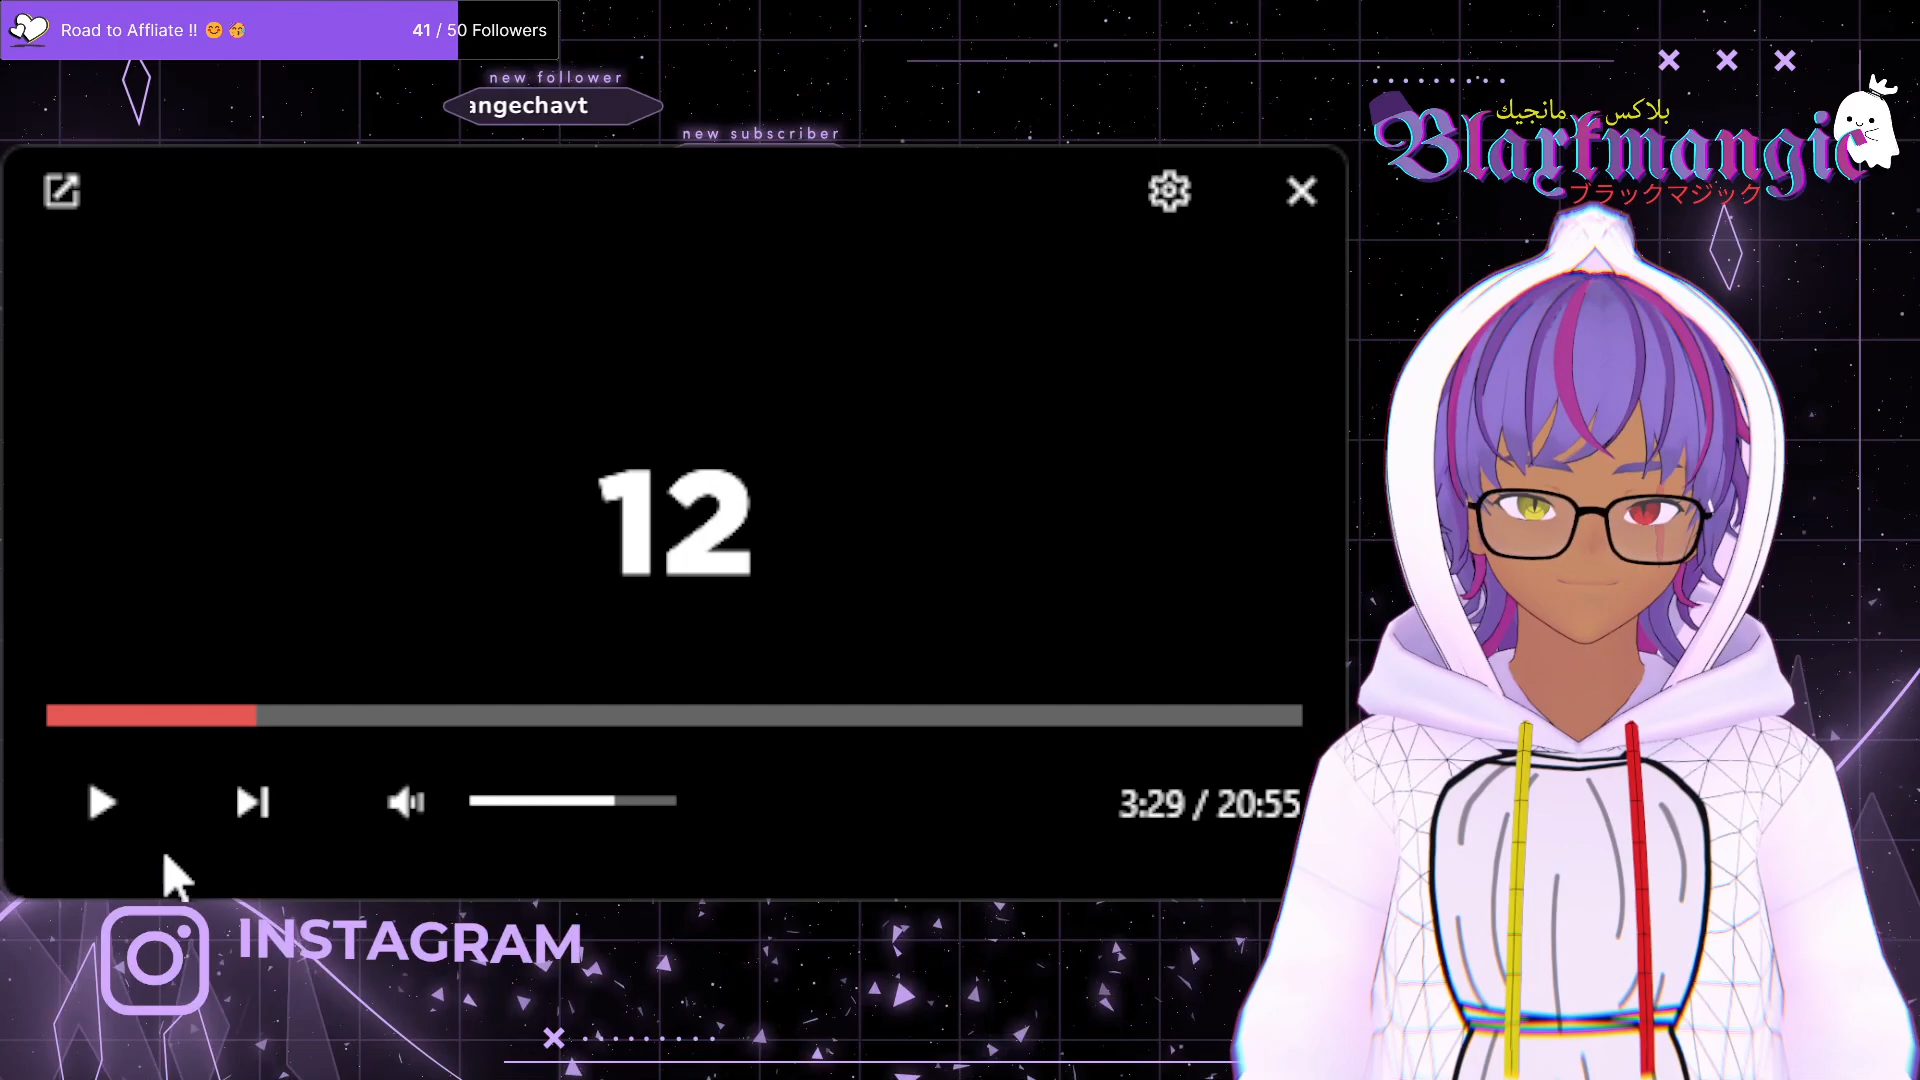 Road to Affliate !! 😊 🥳 41 / 50 Followers
new follower
angechavt
new subscriber
بلاكس مانجيك
Blaxkmangic
ブラックマジック
12
3:29 / 20:55
INSTAGRAM